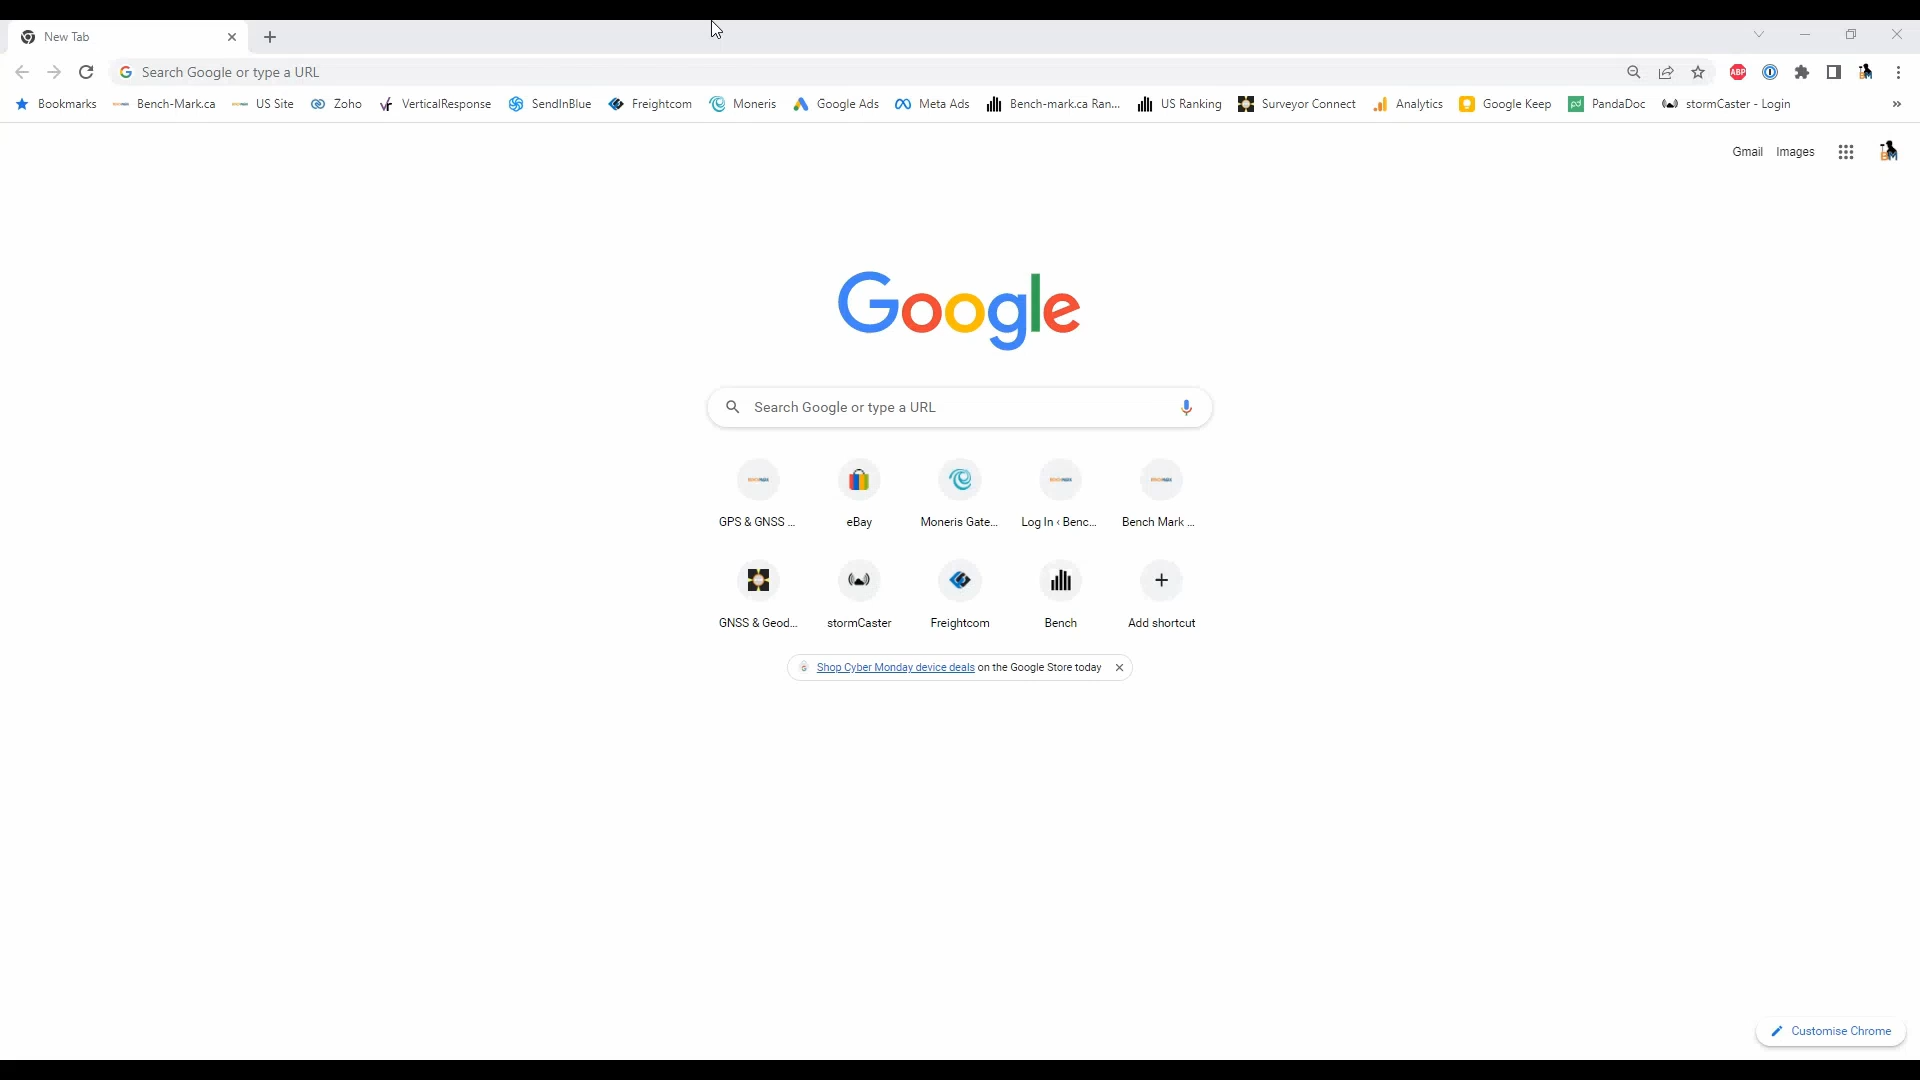 New Tab
Search Google or type a URL
ABP
Bookmarks Bench-Mark.ca US Site Zoho VerticalResponse SendInBlue Freightcom Moneris Google Ads Meta Ads Bench-mark.ca Ran... US Ranking Surveyor Connect Analytics Google Keep PandaDoc stormCaster - Login »
Gmail Images
Google
Search Google or type a URL
GPS & GNSS ... eBay Moneris Gate... Log In ‹ Benc... Bench Mark ...
GNSS & Geod... stormCaster Freightcom Bench Add shortcut
Shop Cyber Monday device deals on the Google Store today
Customise Chrome